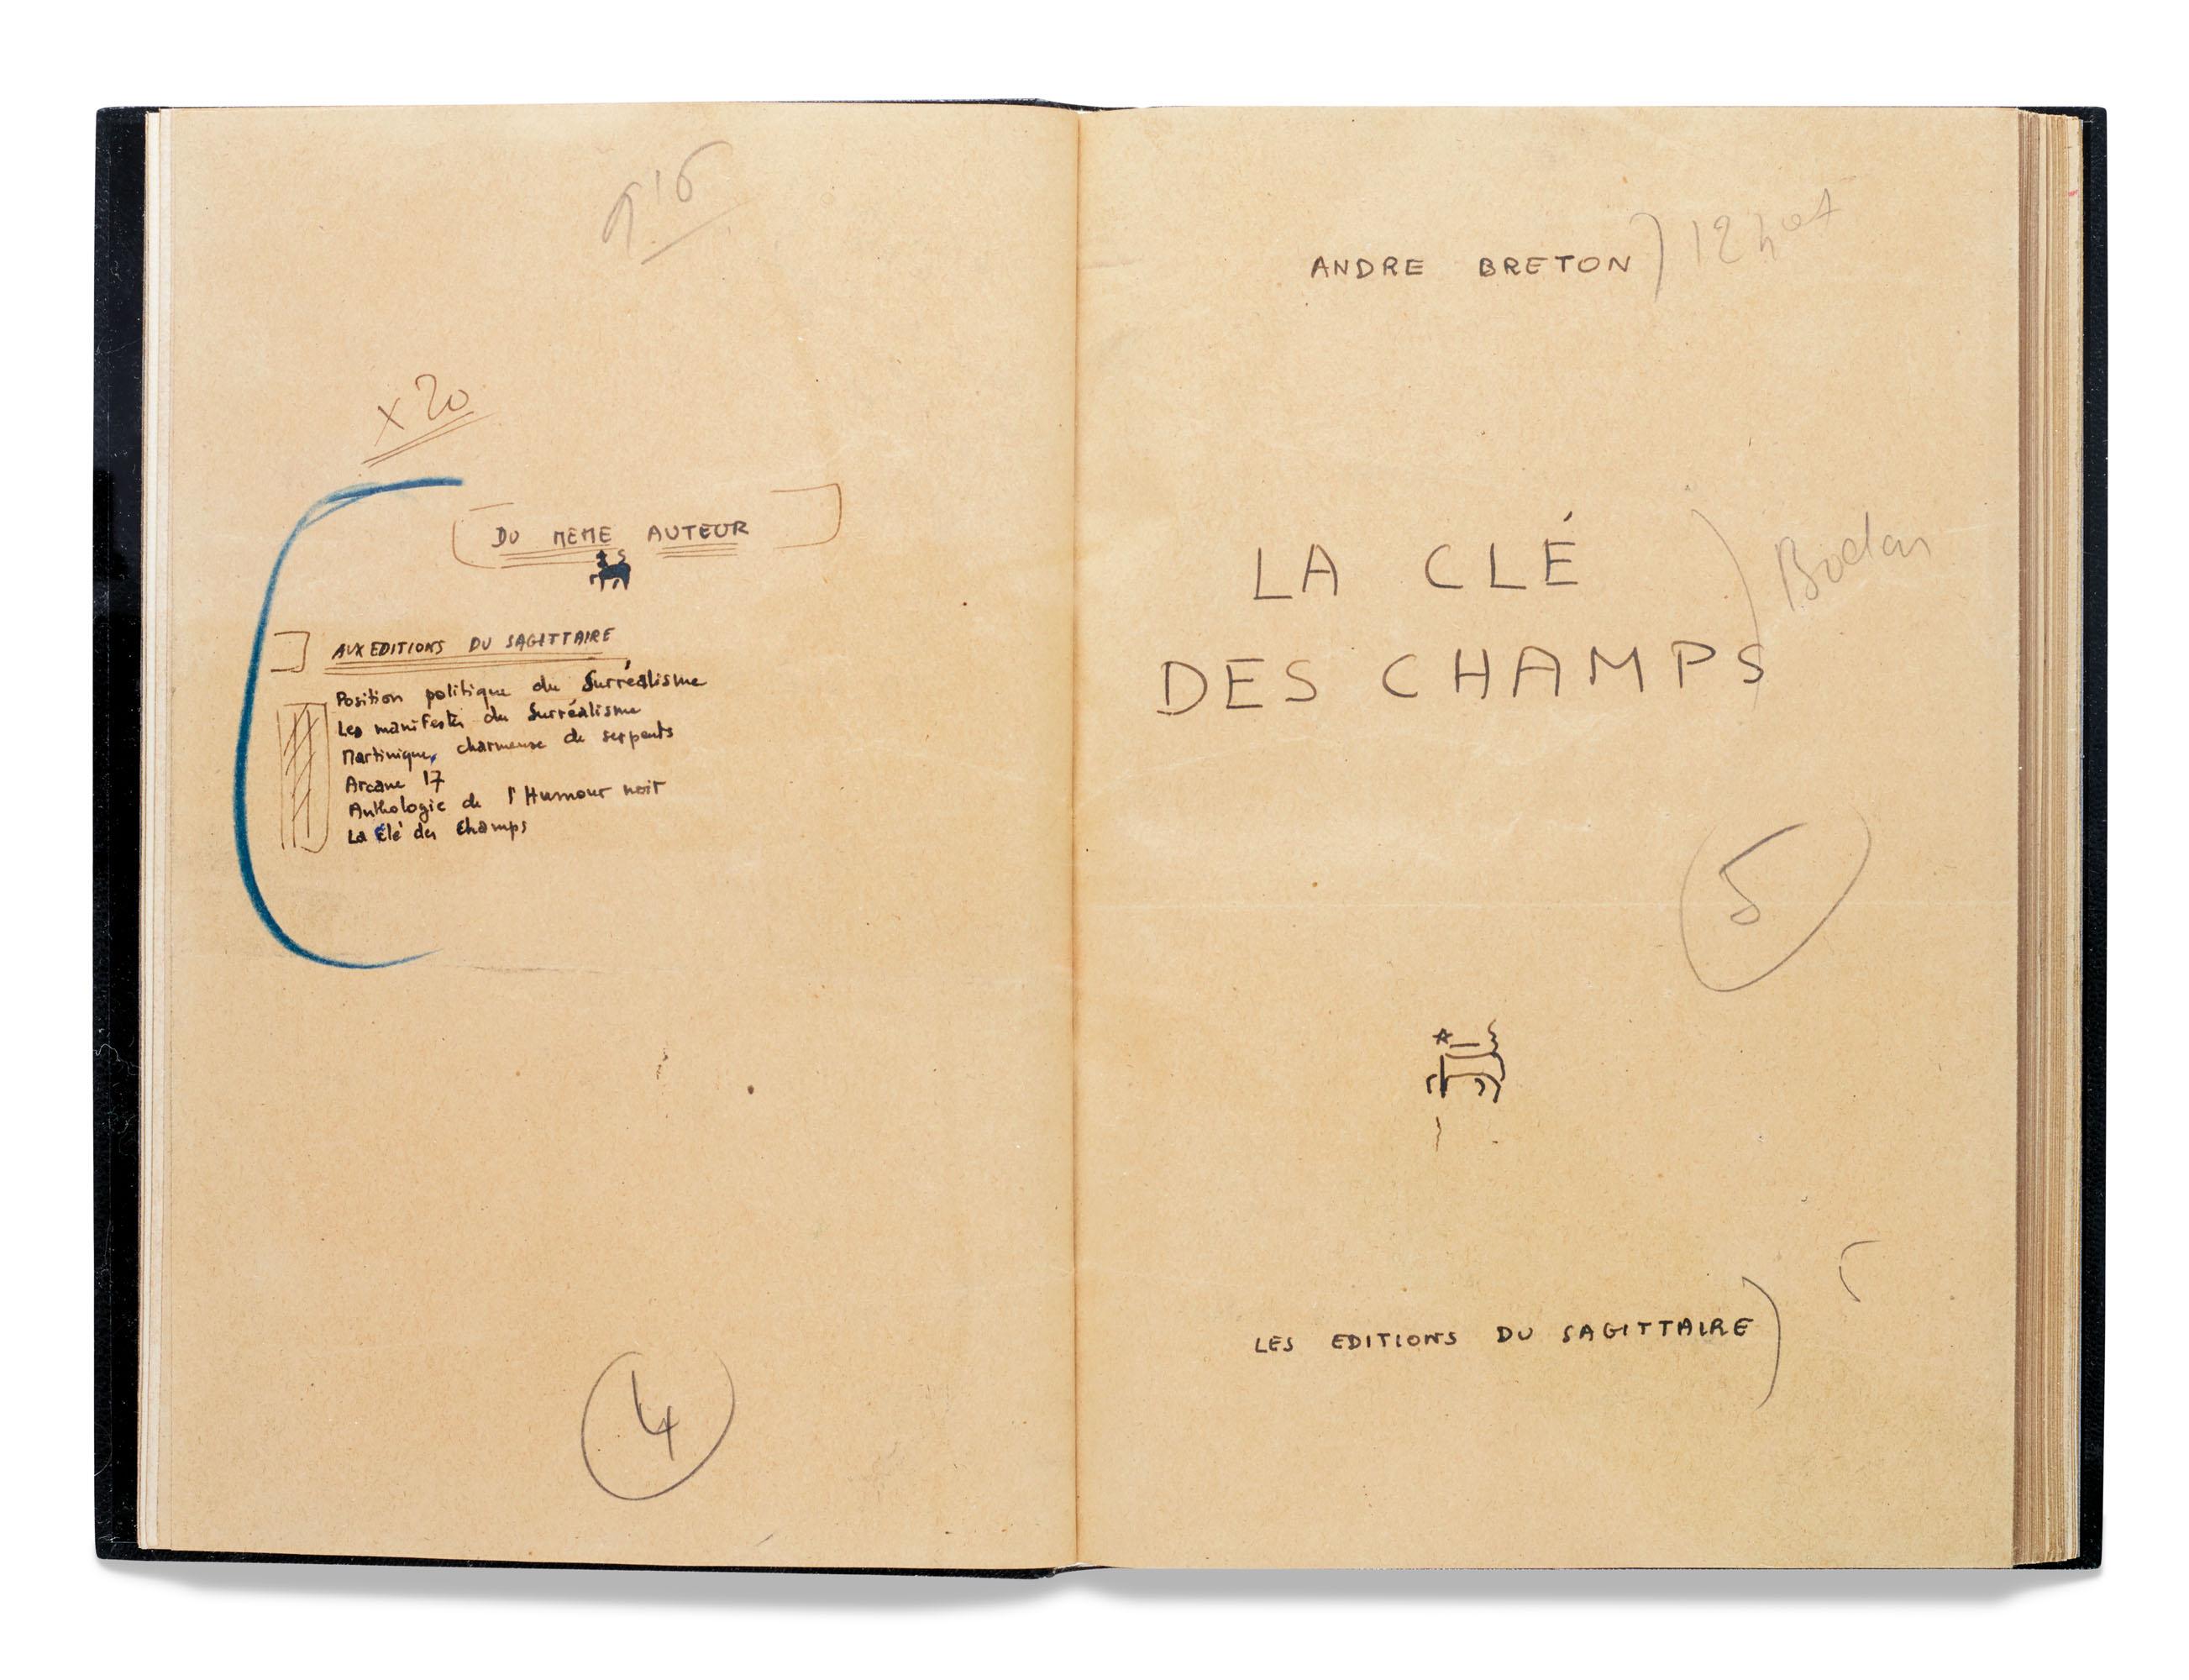 x 20
DU MEME AUTEUR
AUX EDITIONS DU SAGITTAIRE
Position politique du Surréalisme
Les manifestes du Surréalisme
Martinique, charmeuse de serpents
Arcane 17
Anthologie de l'Humour noir
La Clé des Champs
4
ANDRE BRETON
LA CLÉ
DES CHAMPS
5
LES EDITIONS DU SAGITTAIRE